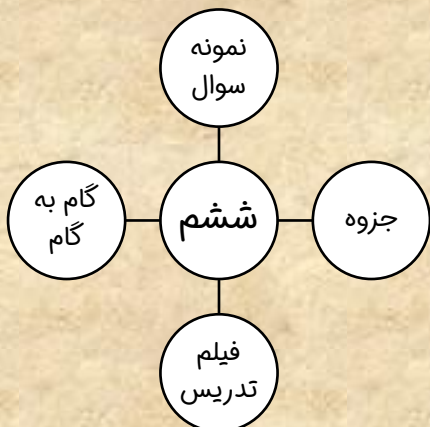 نمونه
سوال
جزوه
ششم
گام به
گام
فیلم
تدریس